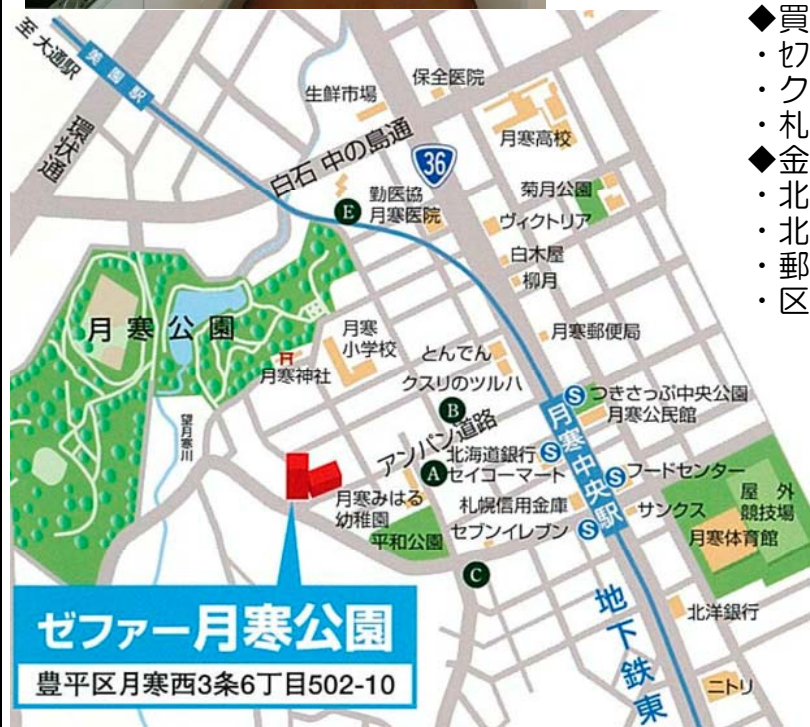 至 大通駅
美園駅
環状通
生鮮市場
保全医院
白石 中の島通
36
月寒高校
E
勤医協
月寒医院
菊月公園
ヴィクトリア
白木屋
柳月
月寒公園
月寒神社
月寒
小学校
とんでん
クスリのツルハ
月寒郵便局
望月寒川
B
アンパン道路
A
S
つきさっぷ中央公園
月寒公民館
北海道銀行
S
セイコーマート
月寒中央駅
S
フードセンター
月寒みはる
幼稚園
札幌信用金庫
サンクス
屋外
競技場
平和公園
セブンイレブン
S
月寒体育館
C
北洋銀行
地下鉄東
ニトリ
ゼファー月寒公園
豊平区月寒西3条6丁目502-10
◆買
・ｾﾌ
・ク
・札
◆金
・北
・北
・郵
・区